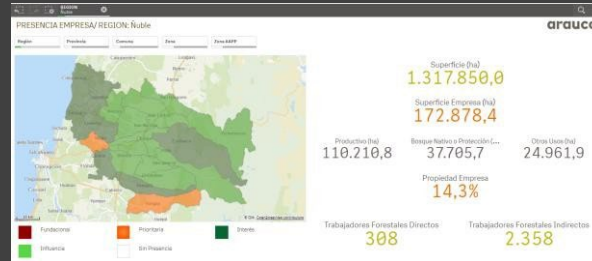 REGION
Ñuble
PRESENCIA EMPRESA/ REGION: Ñuble
arauco
Región
Provincia
Comuna
Zona
Zona EAPP
Superficie (ha)
1.317.850,0
Superficie Empresa (ha)
172.878,4
Productivo (ha)
110.210,8
Bosque Nativo o Protección (...
37.705,7
Otros Usos (ha)
24.961,9
Propiedad Empresa
14,3%
Trabajadores Forestales Directos
308
Trabajadores Forestales Indirectos
2.358
Fundacional
Prioritaria
Interés
Influencia
Sin Presencia